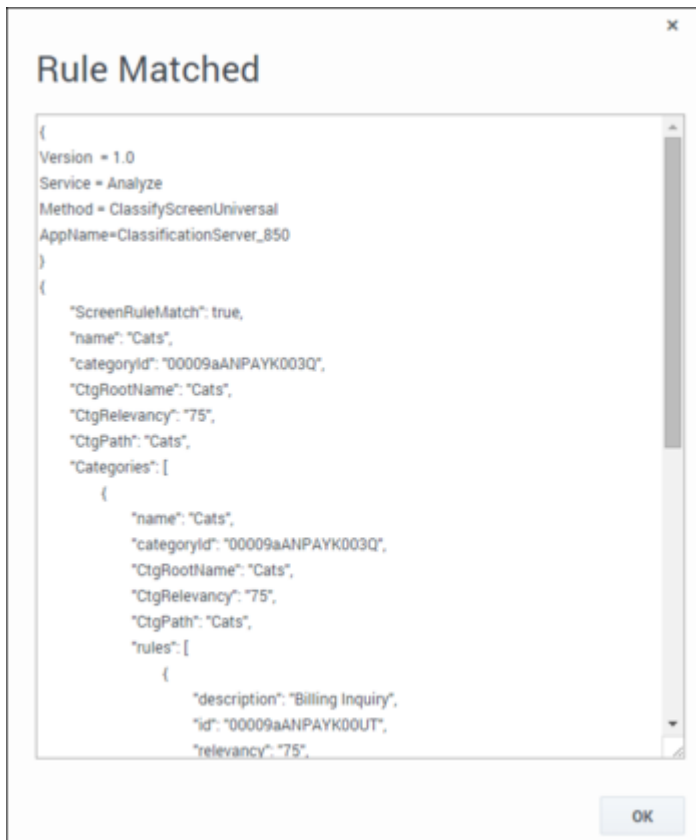 ×
Rule Matched
{
Version = 1.0
Service = Analyze
Method = ClassifyScreenUniversal
AppName=ClassificationServer_850
}
{
"ScreenRuleMatch": true,
"name": "Cats",
"categoryId": "00009aANPAYK003Q",
"CtgRootName": "Cats",
"CtgRelevancy": "75",
"CtgPath": "Cats",
"Categories": [
{
"name": "Cats",
"categoryId": "00009aANPAYK003Q",
"CtgRootName": "Cats",
"CtgRelevancy": "75",
"CtgPath": "Cats",
"rules": [
{
"description": "Billing Inquiry",
"id": "00009aANPAYK00UT",
"relevancy": "75",
OK